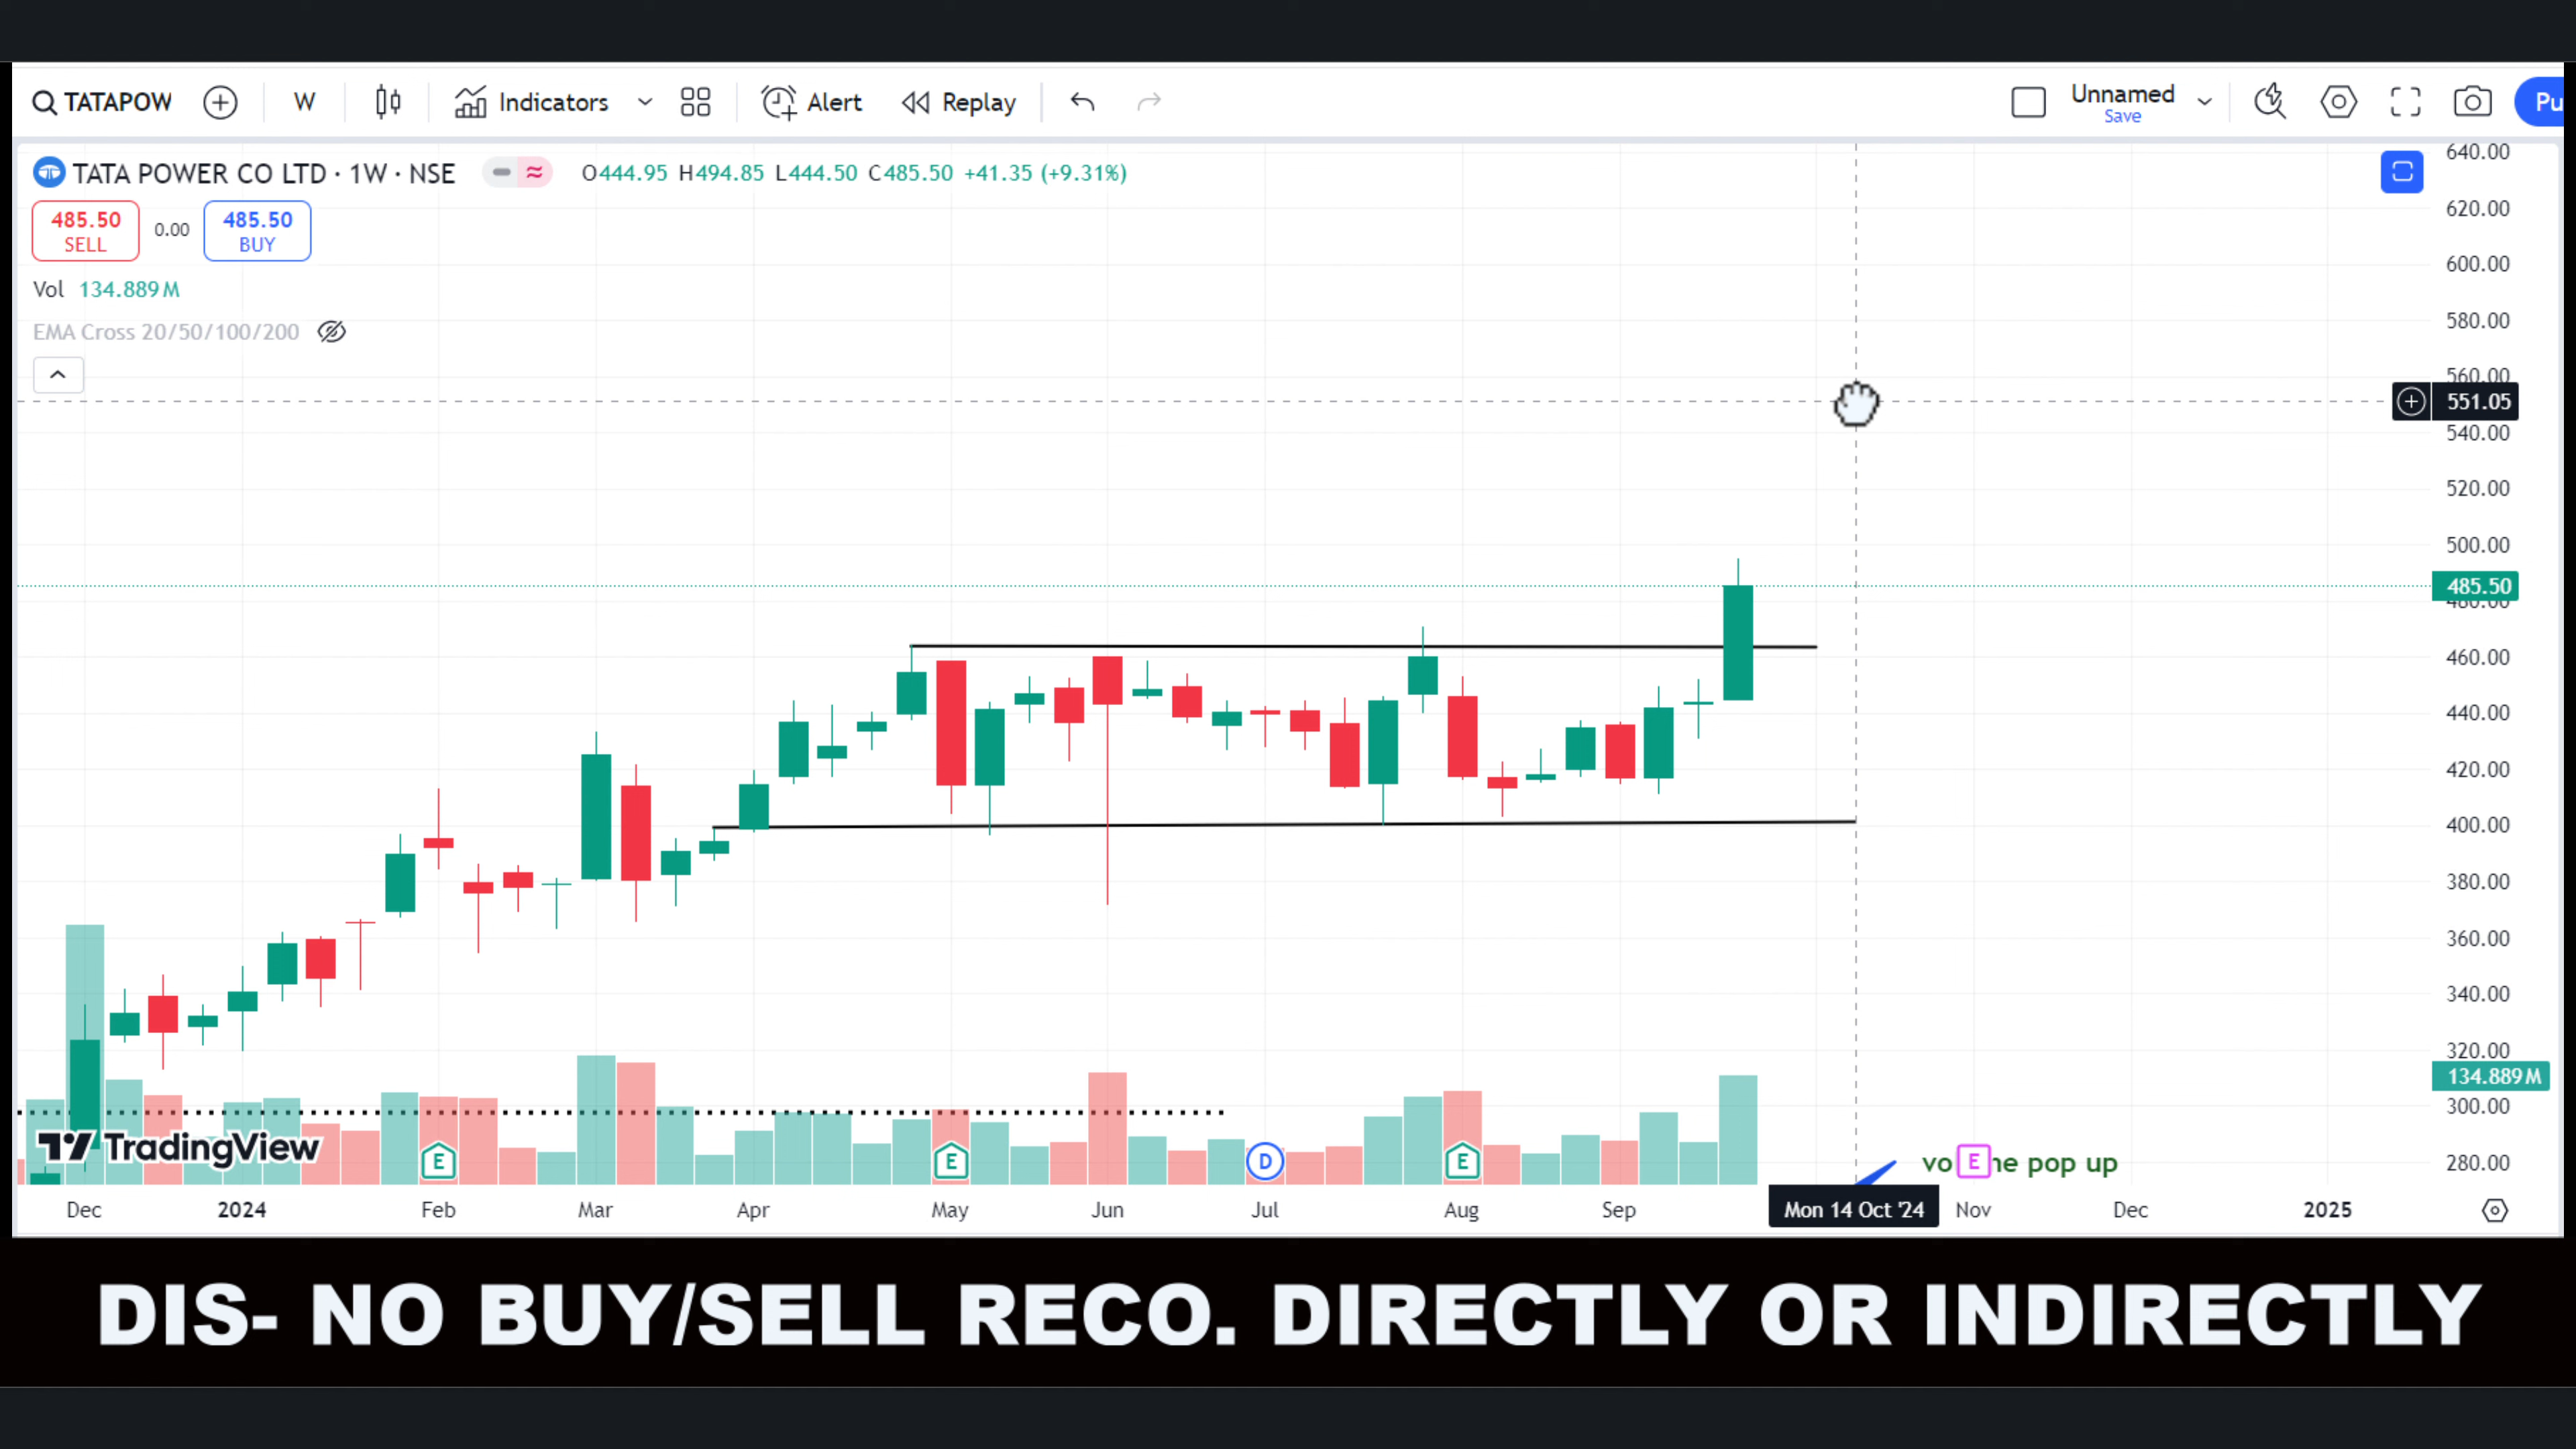 TATAPOW W Indicators Alert Replay Unnamed Pu
Save
TATA POWER CO LTD · 1W · NSE O444.95 H494.85 L444.50 C485.50 +41.35 (+9.31%)
485.50 0.00 485.50
SELL BUY
Vol 134.889 M
EMA Cross 20/50/100/200
640.00
620.00
600.00
580.00
560.00
551.05
540.00
520.00
500.00
485.50
480.00
460.00
440.00
420.00
400.00
380.00
360.00
340.00
320.00
134.889 M
300.00
280.00
TradingView
E E D E E
pop up
Dec 2024 Feb Mar Apr May Jun Jul Aug Sep Mon 14 Oct '24 Nov Dec 2025
DIS- NO BUY/SELL RECO. DIRECTLY OR INDIRECTLY